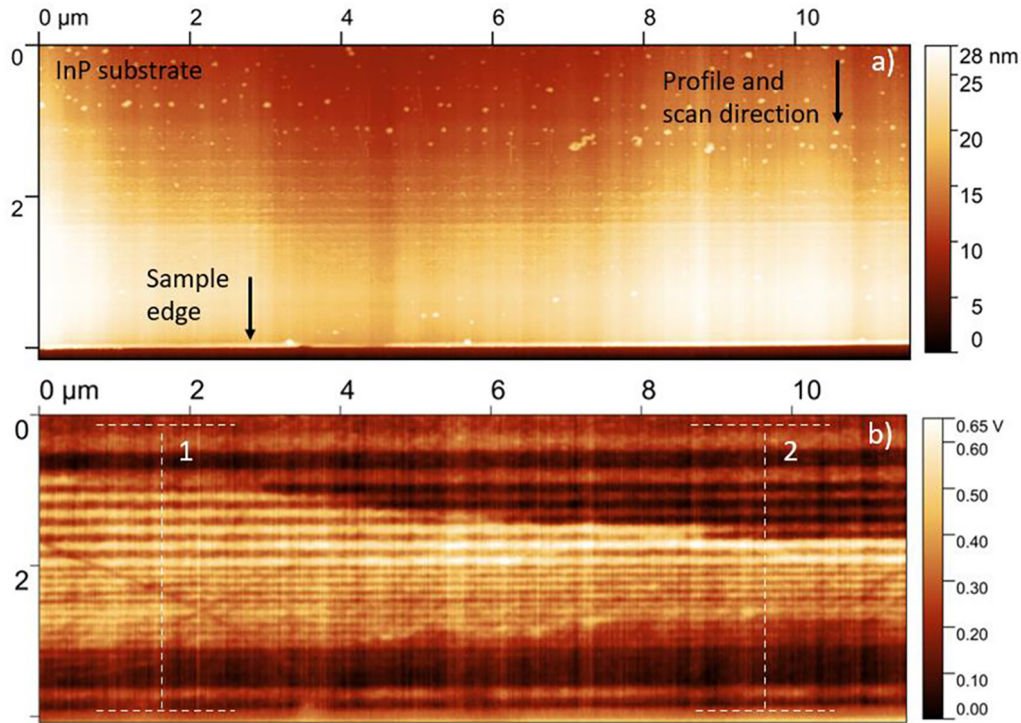 0 µm 2 4 6 8 10
0
2
a)
InP substrate
Profile and
scan direction
Sample
edge
28 nm
25
20
15
10
5
0
0 µm 2 4 6 8 10
0
2
b)
1
2
0.65 V
0.60
0.50
0.40
0.30
0.20
0.10
0.00